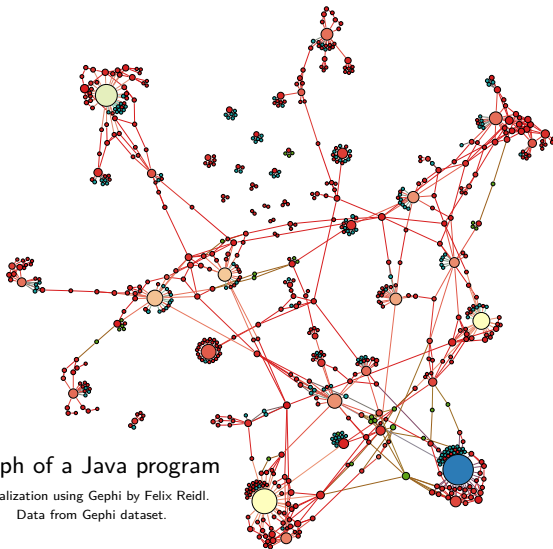 ph of a Java program
alization using Gephi by Felix Reidl.
Data from Gephi dataset.